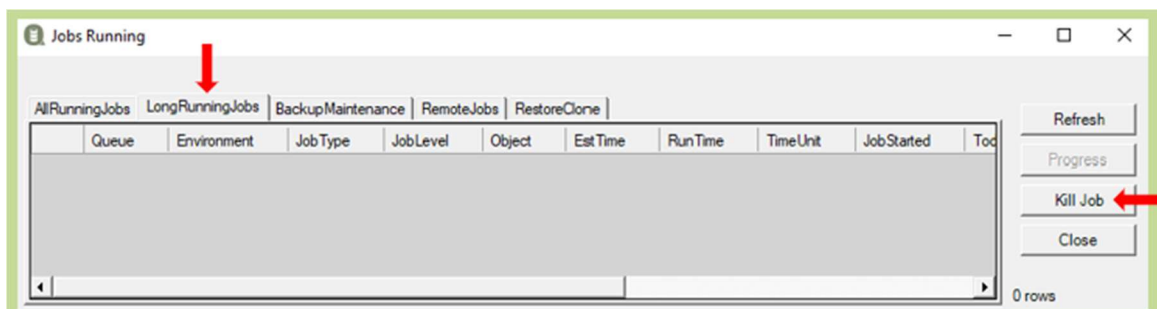 Jobs Running
AllRunningJobs LongRunningJobs BackupMaintenance RemoteJobs RestoreClone
Queue Environment JobType JobLevel Object EstTime RunTime TimeUnit JobStarted Tod
Refresh
Progress
Kill Job
Close
0 rows